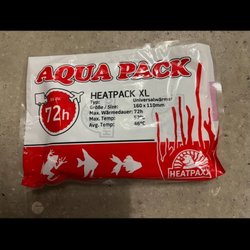 AQUA PACK
72h
HEATPACK XL
Typ: Universalwärmer
Größe / Size: 160 x 110mm
Max. Wärmedauer: 72h
Max. Temp:
Avg. Temp: 46°C
HEATPAXX